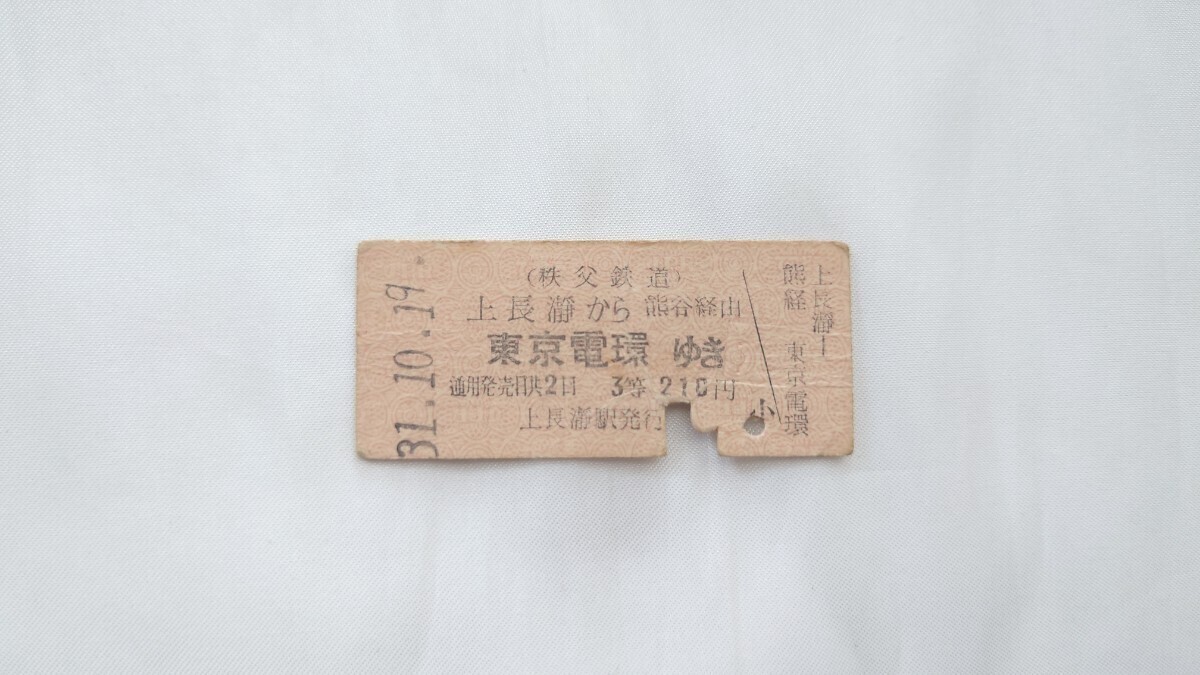 (秩父鉄道)
上長瀞から 熊谷経由
東京電環 ゆき
通用発売日共2日 3等 210円
上長瀞駅発行
31.10.19
上長瀞ー
熊経 東京電環
小